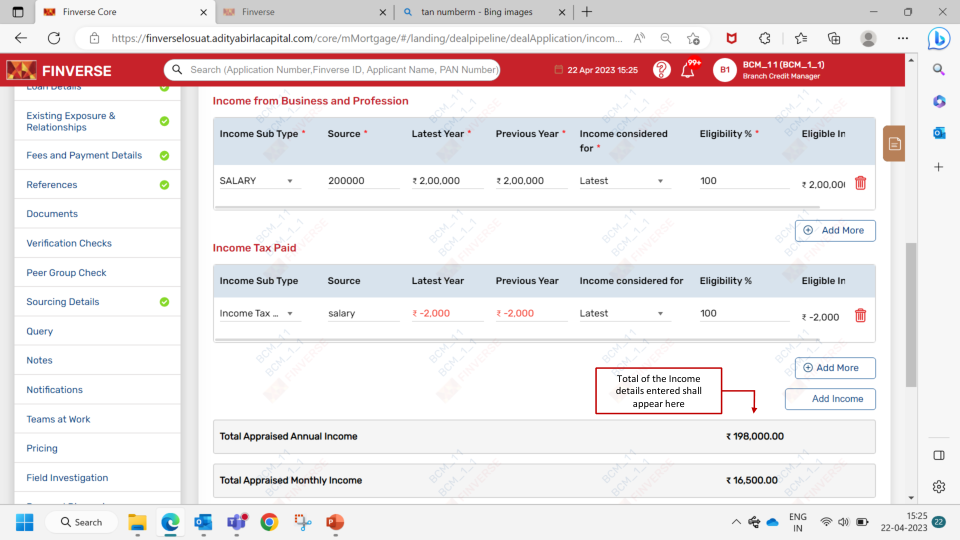 Finverse Core
Finverse
tan numberm - Bing images
https://finverselosuat.adityabirlacapital.com/core/mMortgage/#/landing/dealpipeline/dealApplication/incom...
FINVERSE
Search (Application Number,Finverse ID, Applicant Name, PAN Number)
22 Apr 2023 15:25
99+
B1
BCM_1 1 (BCM_1_1)
Branch Credit Manager
Loan Details
Existing Exposure &
Relationships
Fees and Payment Details
References
Documents
Verification Checks
Peer Group Check
Sourcing Details
Query
Notes
Notifications
Teams at Work
Pricing
Field Investigation
Income from Business and Profession
Income Sub Type * Source * Latest Year * Previous Year * Income considered for * Eligibility % * Eligible In
SALARY 200000 ₹ 2,00,000 ₹ 2,00,000 Latest 100 ₹ 2,00,00
Add More
Income Tax Paid
Income Sub Type Source Latest Year Previous Year Income considered for Eligibility % Eligible In
Income Tax ... salary ₹ -2,000 ₹ -2,000 Latest 100 ₹ -2,000
Add More
Total of the Income
details entered shall
appear here
Add Income
Total Appraised Annual Income ₹ 198,000.00
Total Appraised Monthly Income ₹ 16,500.00
BCM_11
BCM_1_1
FINVERSE
Search
ENG
IN
15:25
22-04-2023
22